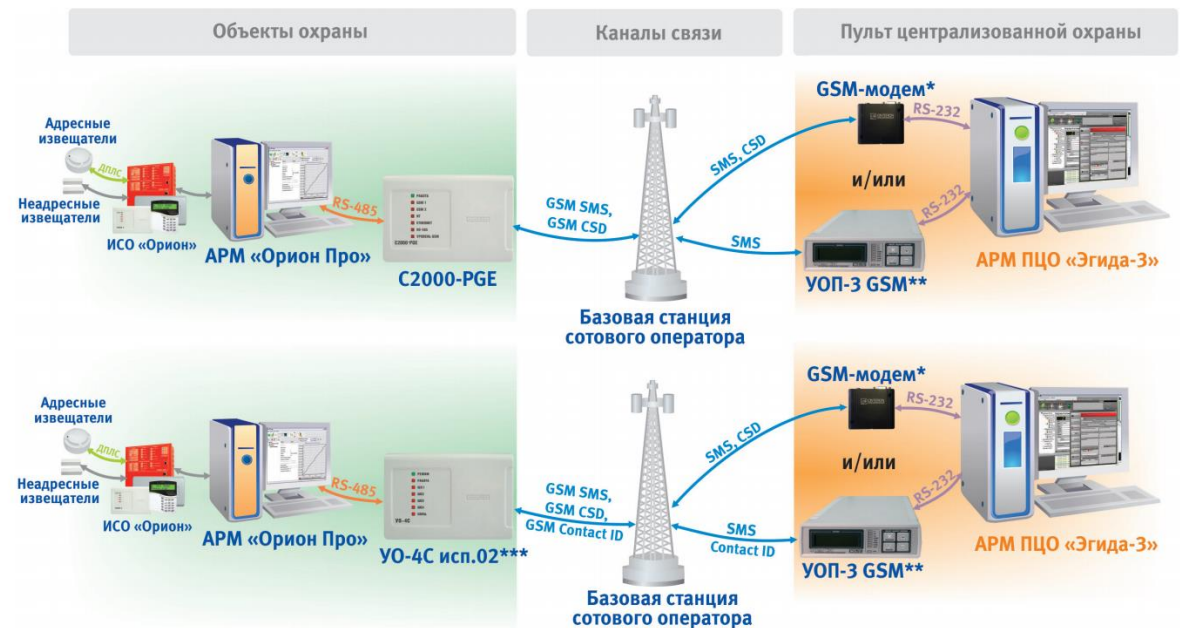 Объекты охраны
Каналы связи
Пульт централизованной охраны
Адресные
извещатели
ДПЛС
Неадресные
извещатели
ИСО «Орион»
АРМ «Орион Про»
RS-485
C2000-PGE
C2000-PGE
GSM SMS,
GSM CSD
SMS, CSD
SMS
Базовая станция
сотового оператора
GSM-модем*
RS-232
и/или
RS-232
УОП-3 GSM**
АРМ ПЦО «Эгида-3»
Адресные
извещатели
ДПЛС
Неадресные
извещатели
ИСО «Орион»
АРМ «Орион Про»
RS-485
УО-4С
УО-4С исп.02***
GSM SMS,
GSM CSD,
GSM Contact ID
SMS, CSD
SMS
Contact ID
Базовая станция
сотового оператора
GSM-модем*
RS-232
и/или
RS-232
УОП-3 GSM**
АРМ ПЦО «Эгида-3»